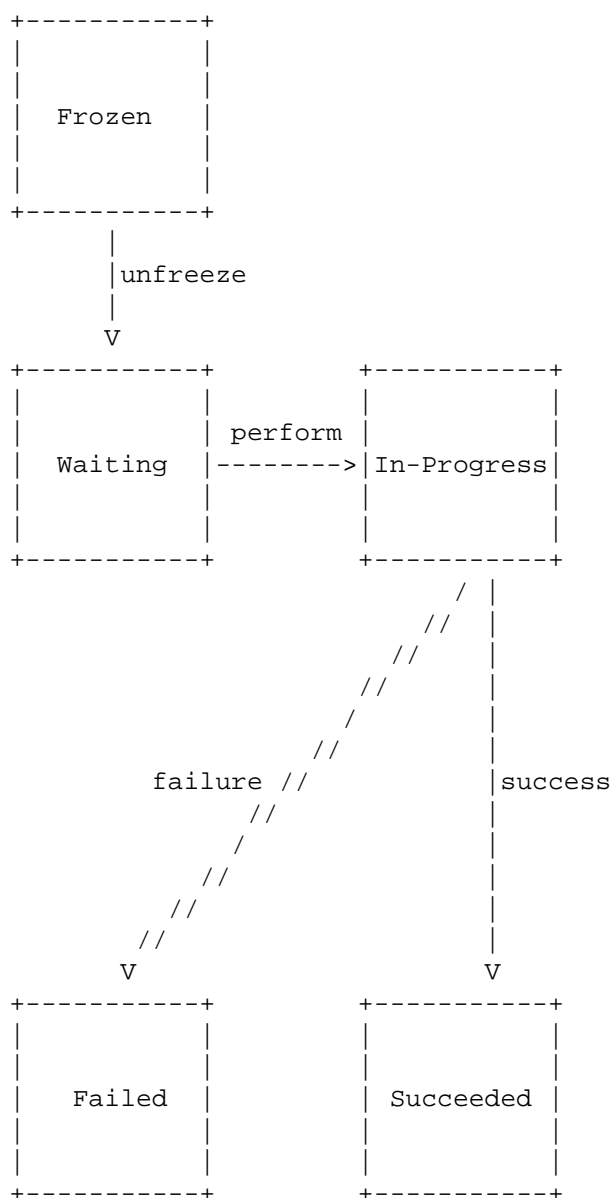 Frozen
unfreeze
perform
Waiting In-Progress
failure success
Failed Succeeded